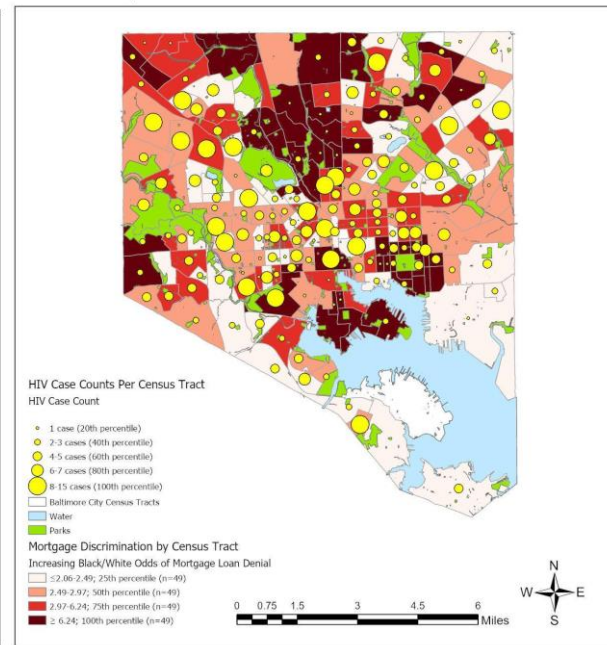 HIV Case Counts Per Census Tract
HIV Case Count
1 case (20th percentile)
2-3 cases (40th percentile)
4-5 cases (60th percentile)
6-7 cases (80th percentile)
8-15 cases (100th percentile)
Baltimore City Census Tracts
Water
Parks
Mortgage Discrimination by Census Tract
Increasing Black/White Odds of Mortgage Loan Denial
≤2.06-2.49; 25th percentile (n=49)
2.49-2.97; 50th percentile (n=49)
2.97-6.24; 75th percentile (n=49)
≥ 6.24; 100th percentile (n=49)
0 0.75 1.5 3 4.5 6
Miles
N
W E
S